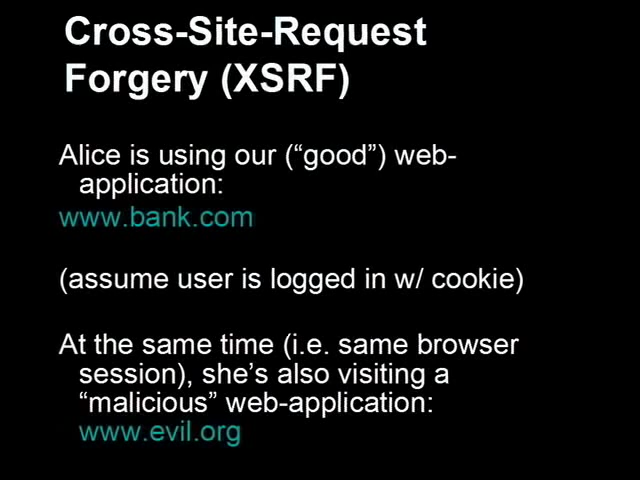 Cross-Site-Request
Forgery (XSRF)
Alice is using our (“good”) web-
application:
www.bank.com
(assume user is logged in w/ cookie)
At the same time (i.e. same browser
session), she’s also visiting a
“malicious” web-application:
www.evil.org